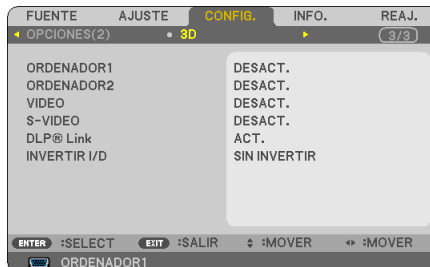 FUENTE AJUSTE CONFIG. INFO. REAJ.
OPCIONES(2) 3D 3/3
ORDENADOR1 DESACT.
ORDENADOR2 DESACT.
VIDEO DESACT.
S-VIDEO DESACT.
DLP® Link ACT.
INVERTIR I/D SIN INVERTIR
ENTER :SELECT EXIT :SALIR :MOVER :MOVER
ORDENADOR1